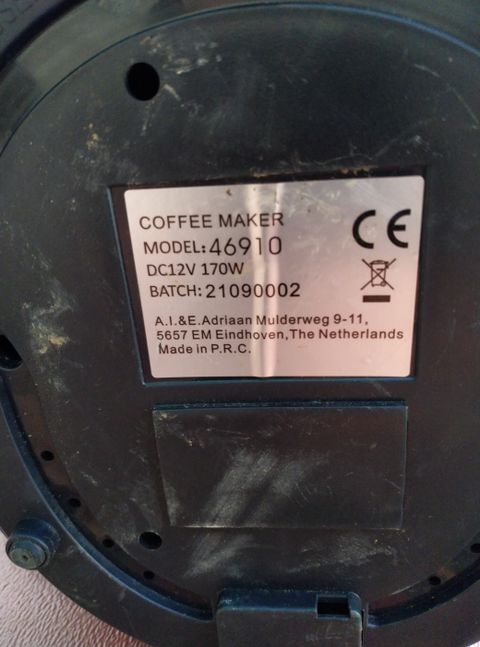 COFFEE MAKER
MODEL: 46910
DC12V 170W
BATCH: 21090002
CE
A.I.&E.Adriaan Mulderweg 9-11,
5657 EM Eindhoven,The Netherlands
Made in P.R.C.